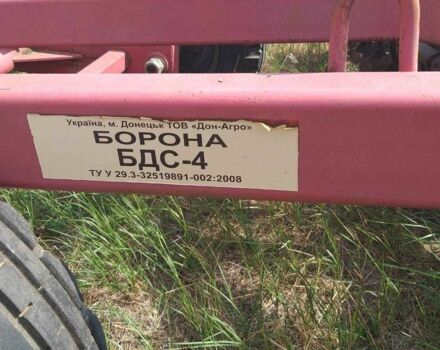 Україна, м. Донецьк ТОВ «Дон-Агро»
БОРОНА
БДС-4
ТУ У 29.3-32519891-002:2008